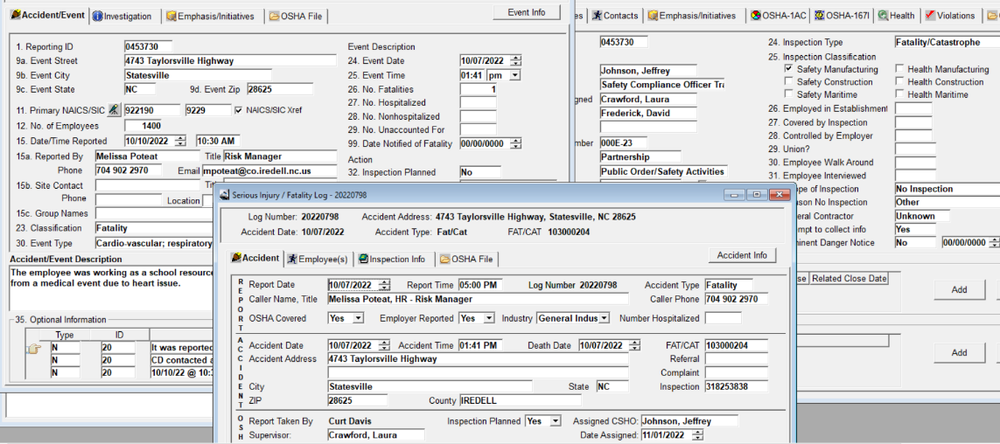 Accident/Event Investigation Emphasis/Initiatives OSHA File Event Info
1. Reporting ID 0453730
9a. Event Street 4743 Taylorsville Highway
9b. Event City Statesville
9c. Event State NC 9d. Event Zip 28625
11. Primary NAICS/SIC 922190 9229 NAICS/SIC Xref
12. No. of Employees 1400
15. Date/Time Reported 10/10/2022 10:30 AM
15a. Reported By Melissa Poteat Title Risk Manager
Phone 704 902 2970 Email mpoteat@co.iredell.nc.us
15b. Site Contact
Phone Location
15c. Group Names
23. Classification Fatality
30. Event Type Cardio-vascular; respiratory
Event Description
24. Event Date 10/07/2022
25. Event Time 01:41 pm
26. No. Fatalities 1
27. No. Hospitalized
28. No. Nonhospitalized
29. No. Unaccounted For
99. Date Notified of Fatality 00/00/0000
Action
32. Inspection Planned No
Accident/Event Description
The employee was working as a school resource
from a medical event due to heart issue.
35. Optional Information
Type ID
N 20 It was reported
N 20 CD contacted a
N 20 10/10/22 @ 10:
es Contacts Emphasis/Initiatives OSHA-1AC OSHA-167I Health Violations
0453730
Johnson, Jeffrey
Safety Compliance Officer Tra
gned Crawford, Laura
Frederick, David
mber 000E-23
Partnership
Public Order/Safety Activities
24. Inspection Type Fatality/Catastrophe
25. Inspection Classification
Safety Manufacturing Health Manufacturing
Safety Construction Health Construction
Safety Maritime Health Maritime
26. Employed in Establishment
27. Covered by Inspection
28. Controlled by Employer
29. Union?
30. Employee Walk Around
31. Employee Interviewed
pe of Inspection No Inspection
son No Inspection Other
eral Contractor Unknown
mpt to collect info Yes
minent Danger Notice No 00/00/0000
se Related Close Date
Add
Add
Serious Injury / Fatality Log - 20220798
Log Number: 20220798 Accident Address: 4743 Taylorsville Highway, Statesville, NC 28625
Accident Date: 10/07/2022 Accident Type: Fat/Cat FAT/CAT 103000204
Accident Employee(s) Inspection Info OSHA File Accident Info
REPORT
Report Date 10/07/2022 Report Time 05:00 PM Log Number 20220798 Accident Type Fatality
Caller Name, Title Melissa Poteat, HR - Risk Manager Caller Phone 704 902 2970
OSHA Covered Yes Employer Reported Yes Industry General Indus Number Hospitalized
ACCIDENT
Accident Date 10/07/2022 Accident Time 01:41 PM Death Date 10/07/2022 FAT/CAT 103000204
Accident Address 4743 Taylorsville Highway Referral
Complaint
City Statesville State NC Inspection 318253838
ZIP 28625 County IREDELL
OSH
Report Taken By Curt Davis Inspection Planned Yes Assigned CSHO: Johnson, Jeffrey
Supervisor: Crawford, Laura Date Assigned: 11/01/2022